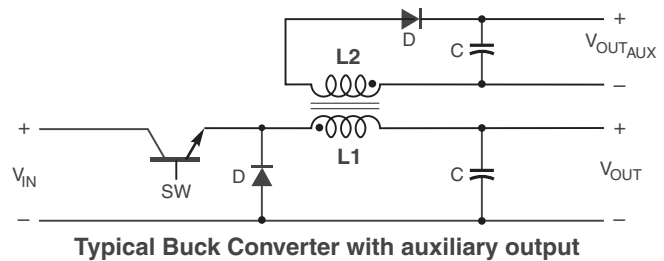 D
+
C
V_OUT_AUX
–
L2
L1
+
+
V_IN
SW
D
C
V_OUT
–
–
Typical Buck Converter with auxiliary output